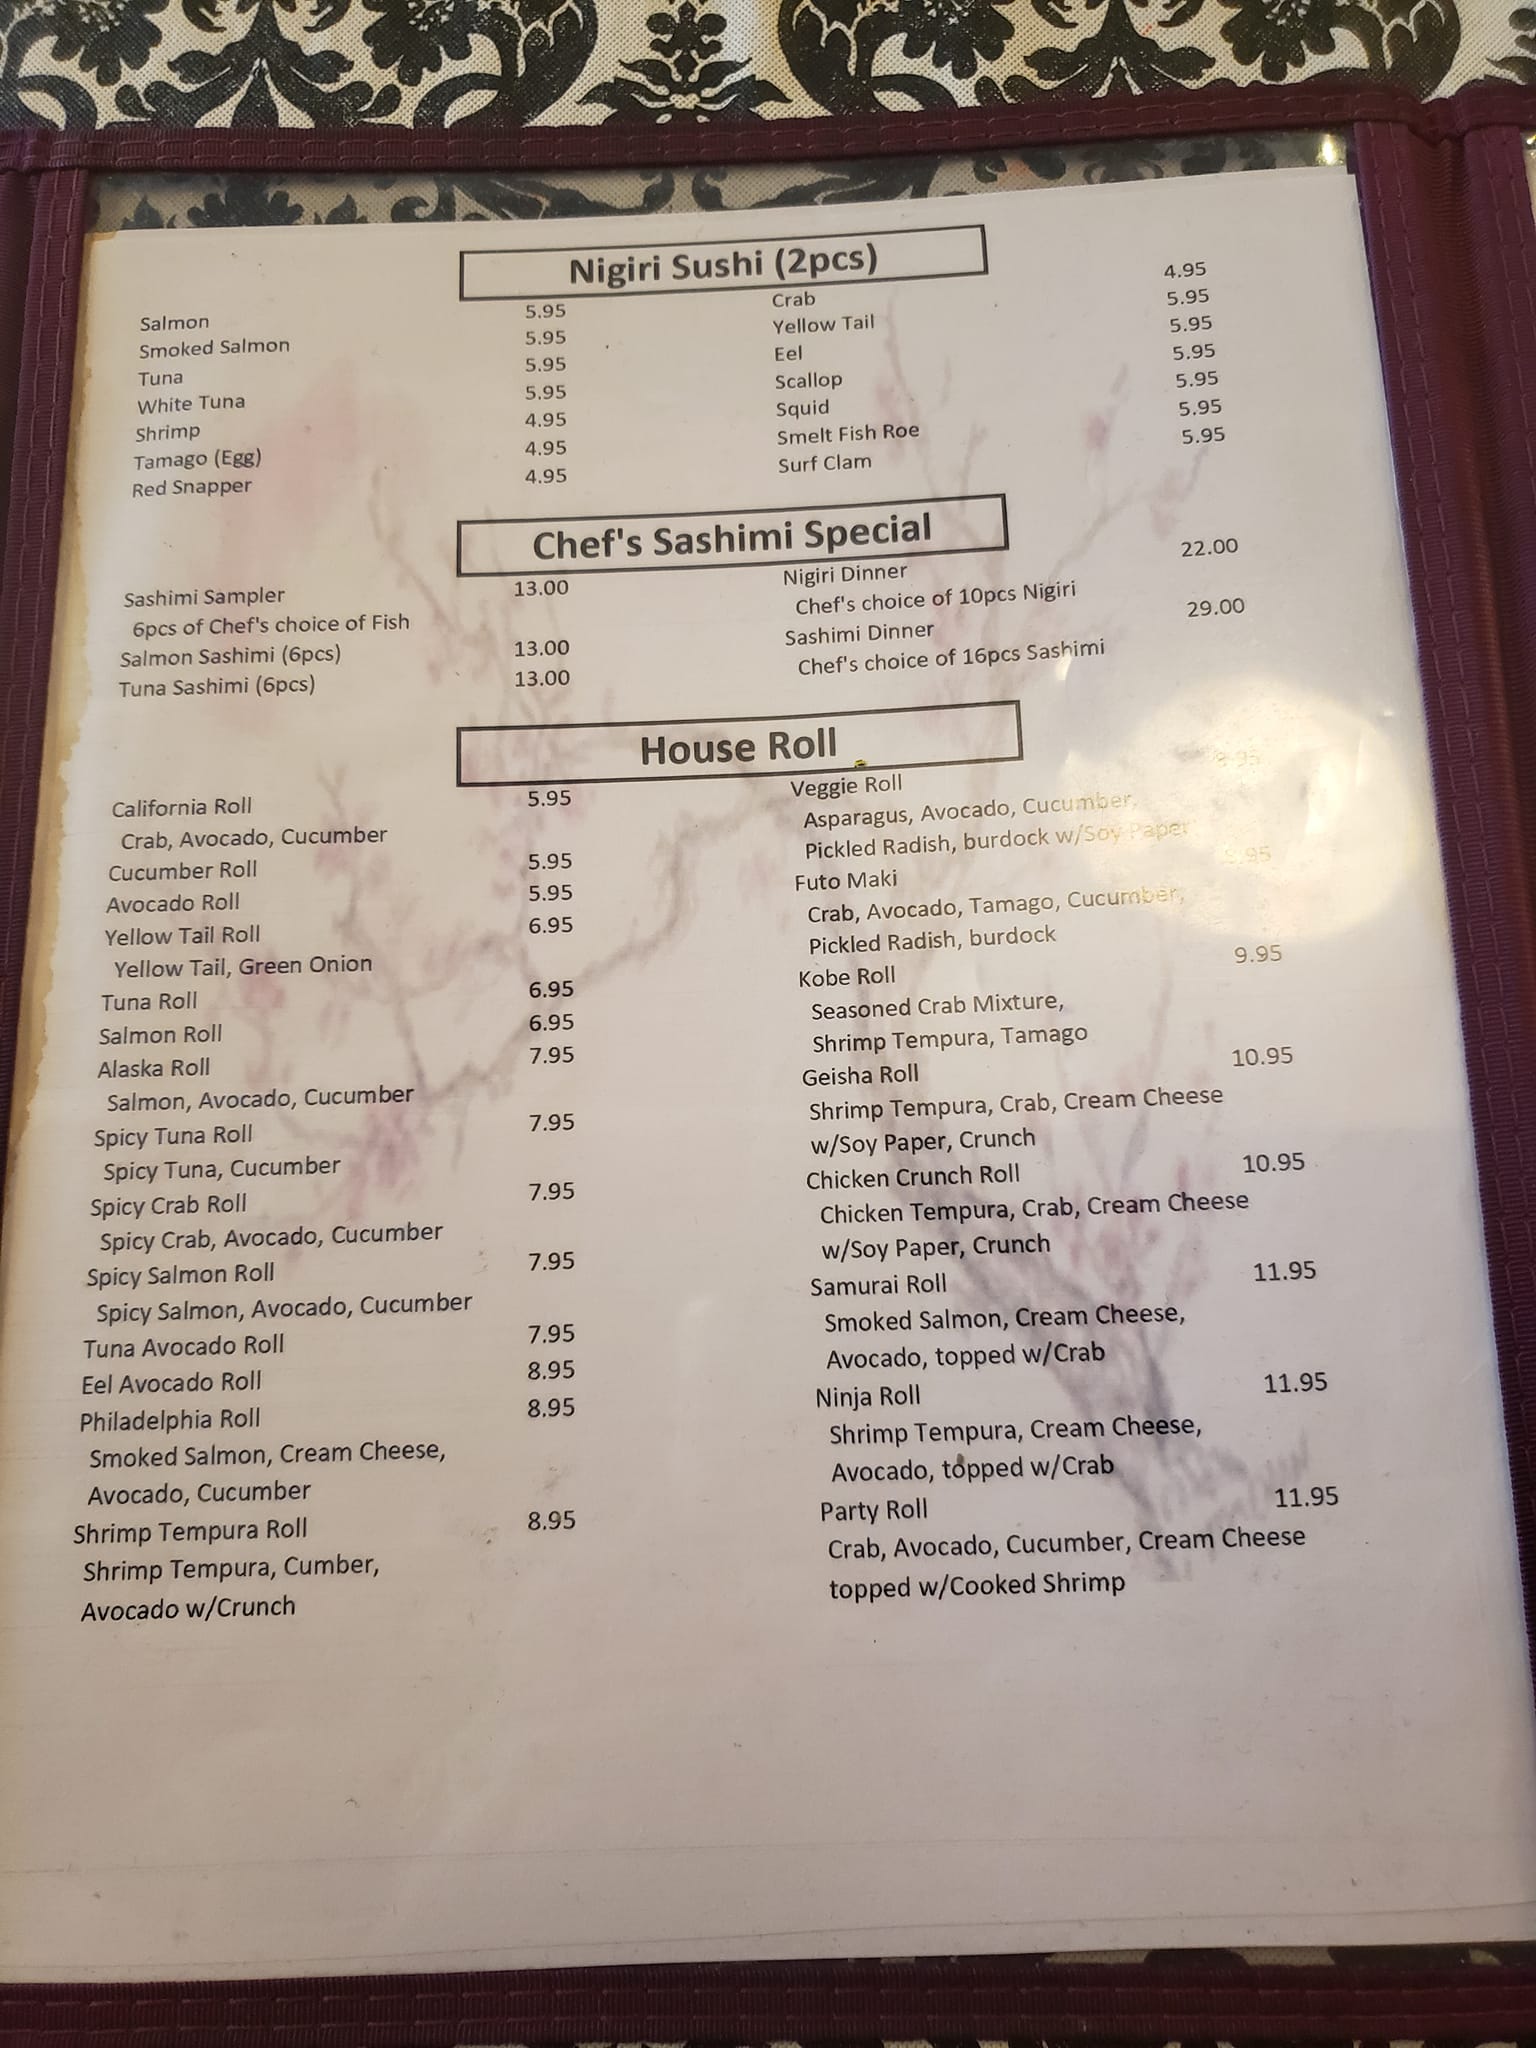 Nigiri Sushi (2pcs)
Salmon 5.95
Smoked Salmon 5.95
Tuna 5.95
White Tuna 5.95
Shrimp 4.95
Tamago (Egg) 4.95
Red Snapper 4.95
Crab 4.95
Yellow Tail 5.95
Eel 5.95
Scallop 5.95
Squid 5.95
Smelt Fish Roe 5.95
Surf Clam 5.95
Chef's Sashimi Special
Sashimi Sampler 13.00
6pcs of Chef's choice of Fish
Salmon Sashimi (6pcs) 13.00
Tuna Sashimi (6pcs) 13.00
Nigiri Dinner 22.00
Chef's choice of 10pcs Nigiri
Sashimi Dinner 29.00
Chef's choice of 16pcs Sashimi
House Roll
California Roll 5.95
Crab, Avocado, Cucumber
Cucumber Roll 5.95
Avocado Roll 5.95
Yellow Tail Roll 6.95
Yellow Tail, Green Onion
Tuna Roll 6.95
Salmon Roll 6.95
Alaska Roll 7.95
Salmon, Avocado, Cucumber
Spicy Tuna Roll 7.95
Spicy Tuna, Cucumber
Spicy Crab Roll 7.95
Spicy Crab, Avocado, Cucumber
Spicy Salmon Roll 7.95
Spicy Salmon, Avocado, Cucumber
Tuna Avocado Roll 7.95
Eel Avocado Roll 8.95
Philadelphia Roll 8.95
Smoked Salmon, Cream Cheese,
Avocado, Cucumber
Shrimp Tempura Roll 8.95
Shrimp Tempura, Cumber,
Avocado w/Crunch
Veggie Roll
Asparagus, Avocado, Cucumber,
Pickled Radish, burdock w/Soy Paper
Futo Maki
Crab, Avocado, Tamago, Cucumber,
Pickled Radish, burdock
Kobe Roll 9.95
Seasoned Crab Mixture,
Shrimp Tempura, Tamago
Geisha Roll 10.95
Shrimp Tempura, Crab, Cream Cheese
w/Soy Paper, Crunch
Chicken Crunch Roll 10.95
Chicken Tempura, Crab, Cream Cheese
w/Soy Paper, Crunch
Samurai Roll 11.95
Smoked Salmon, Cream Cheese,
Avocado, topped w/Crab
Ninja Roll 11.95
Shrimp Tempura, Cream Cheese,
Avocado, topped w/Crab
Party Roll 11.95
Crab, Avocado, Cucumber, Cream Cheese
topped w/Cooked Shrimp